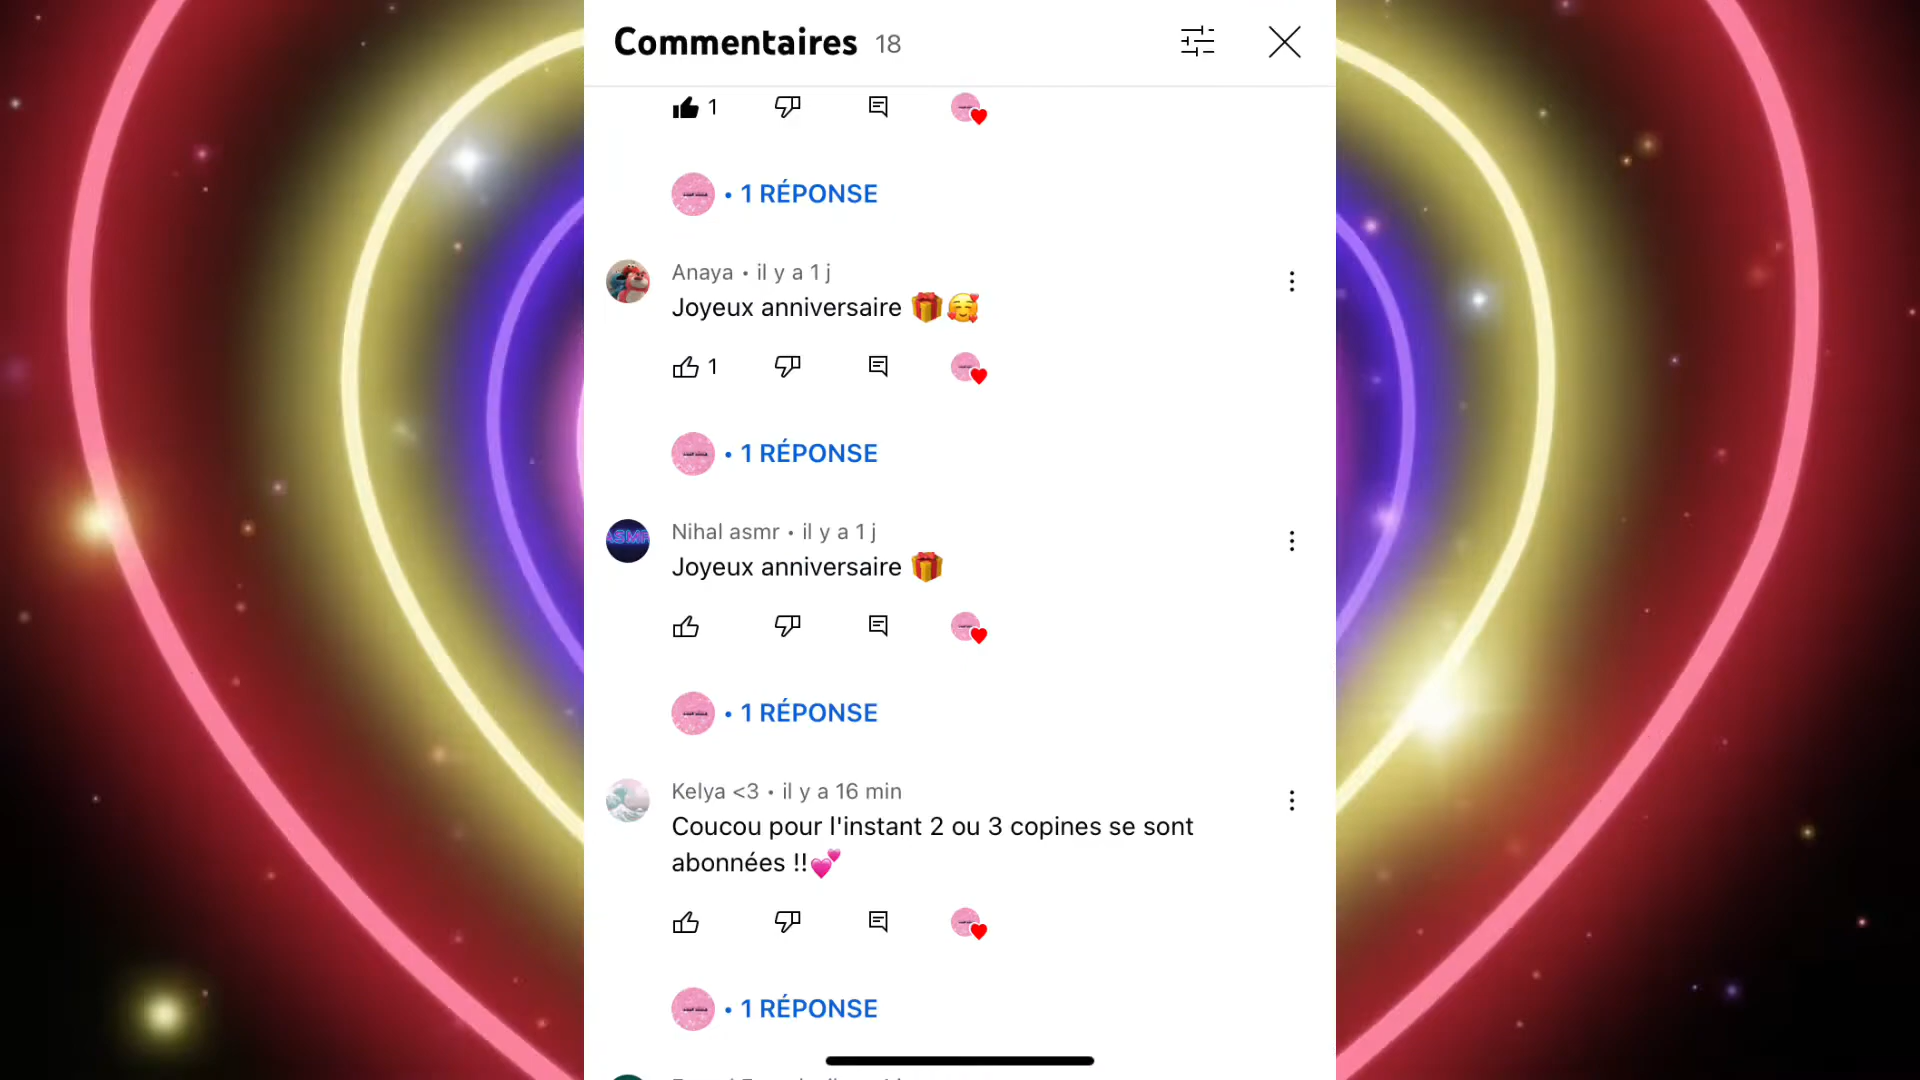 Commentaires 18
1
• 1 RÉPONSE
Anaya • il y a 1 j
Joyeux anniversaire 🎁🥰
1
• 1 RÉPONSE
Nihal asmr • il y a 1 j
ASMR
Joyeux anniversaire 🎁
• 1 RÉPONSE
Kelya <3 • il y a 16 min
Coucou pour l'instant 2 ou 3 copines se sont
abonnées !!💕
• 1 RÉPONSE